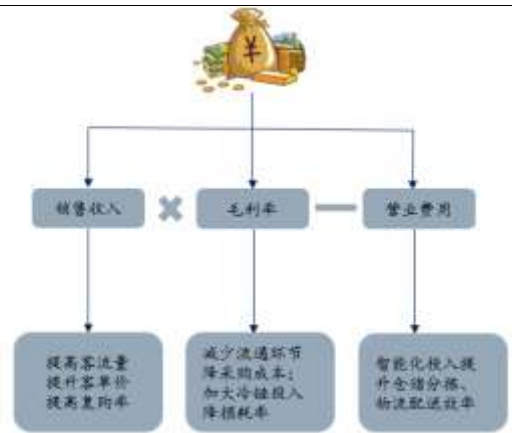 ¥
销售收入
毛利率
营业费用
提高客流量
提升客单价
提高复购率
减少流通环节
降采购成本；
加大冷链投入
降损耗率
智能化投入提
升仓储分拣、
物流配送效率